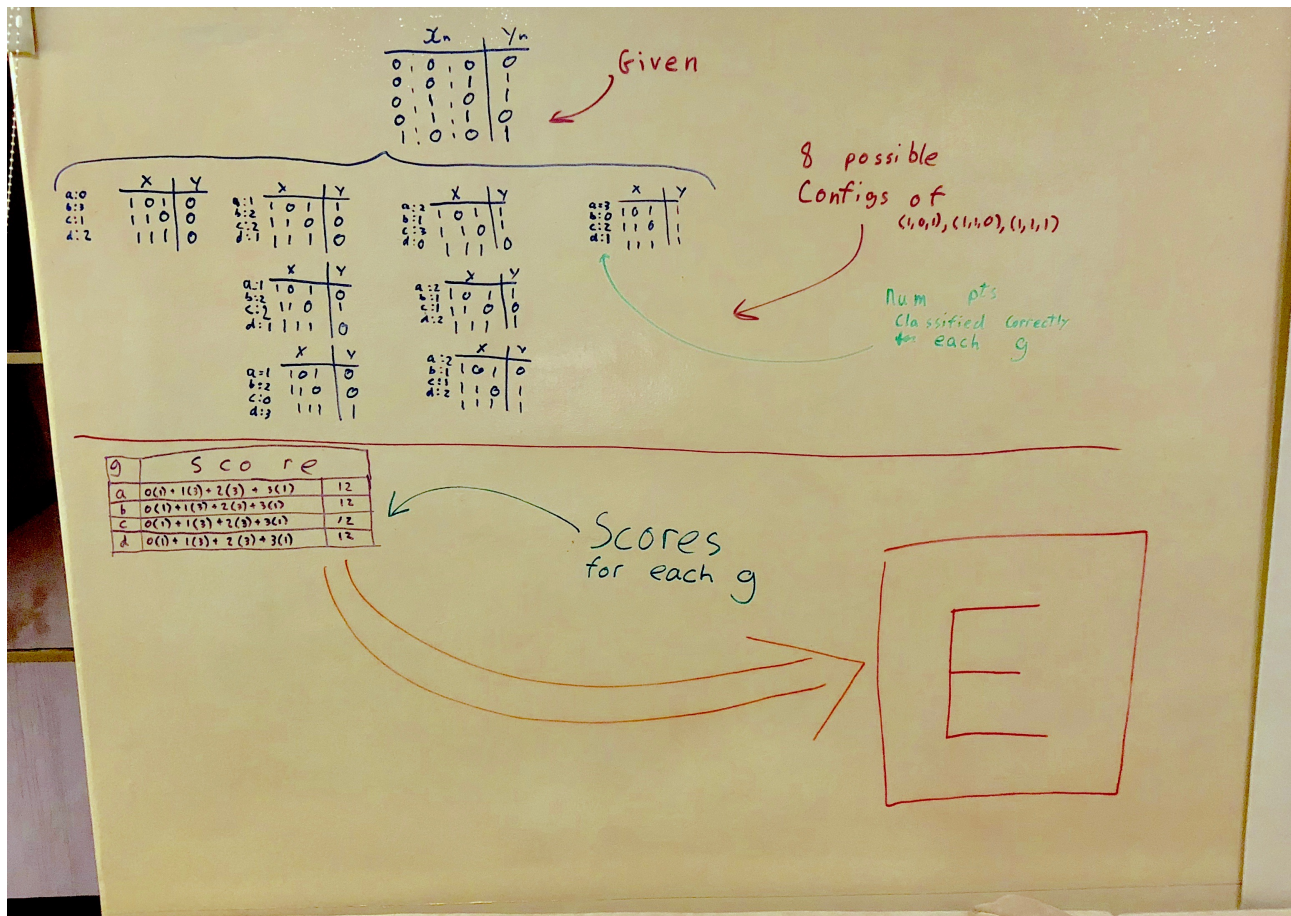 xn yn
0 0 0 0
0 0 1 1
0 1 0 1
0 1 1 0
1 0 0 1
Given
8 possible
Configs of
(1,0,1), (1,1,0), (1,1,1)
a:0
b:3
c:1
d:2
X Y
1 0 1 0
1 1 0 0
1 1 1 0
a:1
b:2
c:2
d:1
X Y
1 0 1 0
1 1 0 0
1 1 1 0
a:2
b:1
c:3
d:0
X Y
1 0 1 1
1 1 0 1
1 1 1 0
a=3
b:0
c:2
d:1
X Y
1 0 1 1
1 1 0 1
1 1 1 1
a:1
b:2
c:2
d:1
X Y
1 0 1 0
1 1 0 1
1 1 1 0
a:2
b:1
c:1
d:2
X Y
1 0 1 1
1 1 0 0
1 1 1 1
num pts
Classified Correctly
for each g
a=1
b:2
c:0
d:3
X Y
1 0 1 0
1 1 0 0
1 1 1 1
a:2
b:1
d:2
X Y
1 0 1 0
1 1 0 1
1 1 1 1
g Score
a 0(1) + 1(3) + 2(3) + 3(1) 12
b 0(1) + 1(3) + 2(3) + 3(1) 12
c 0(1) + 1(3) + 2(3) + 3(1) 12
d 0(1) + 1(3) + 2(3) + 3(1) 12
Scores
for each g
E